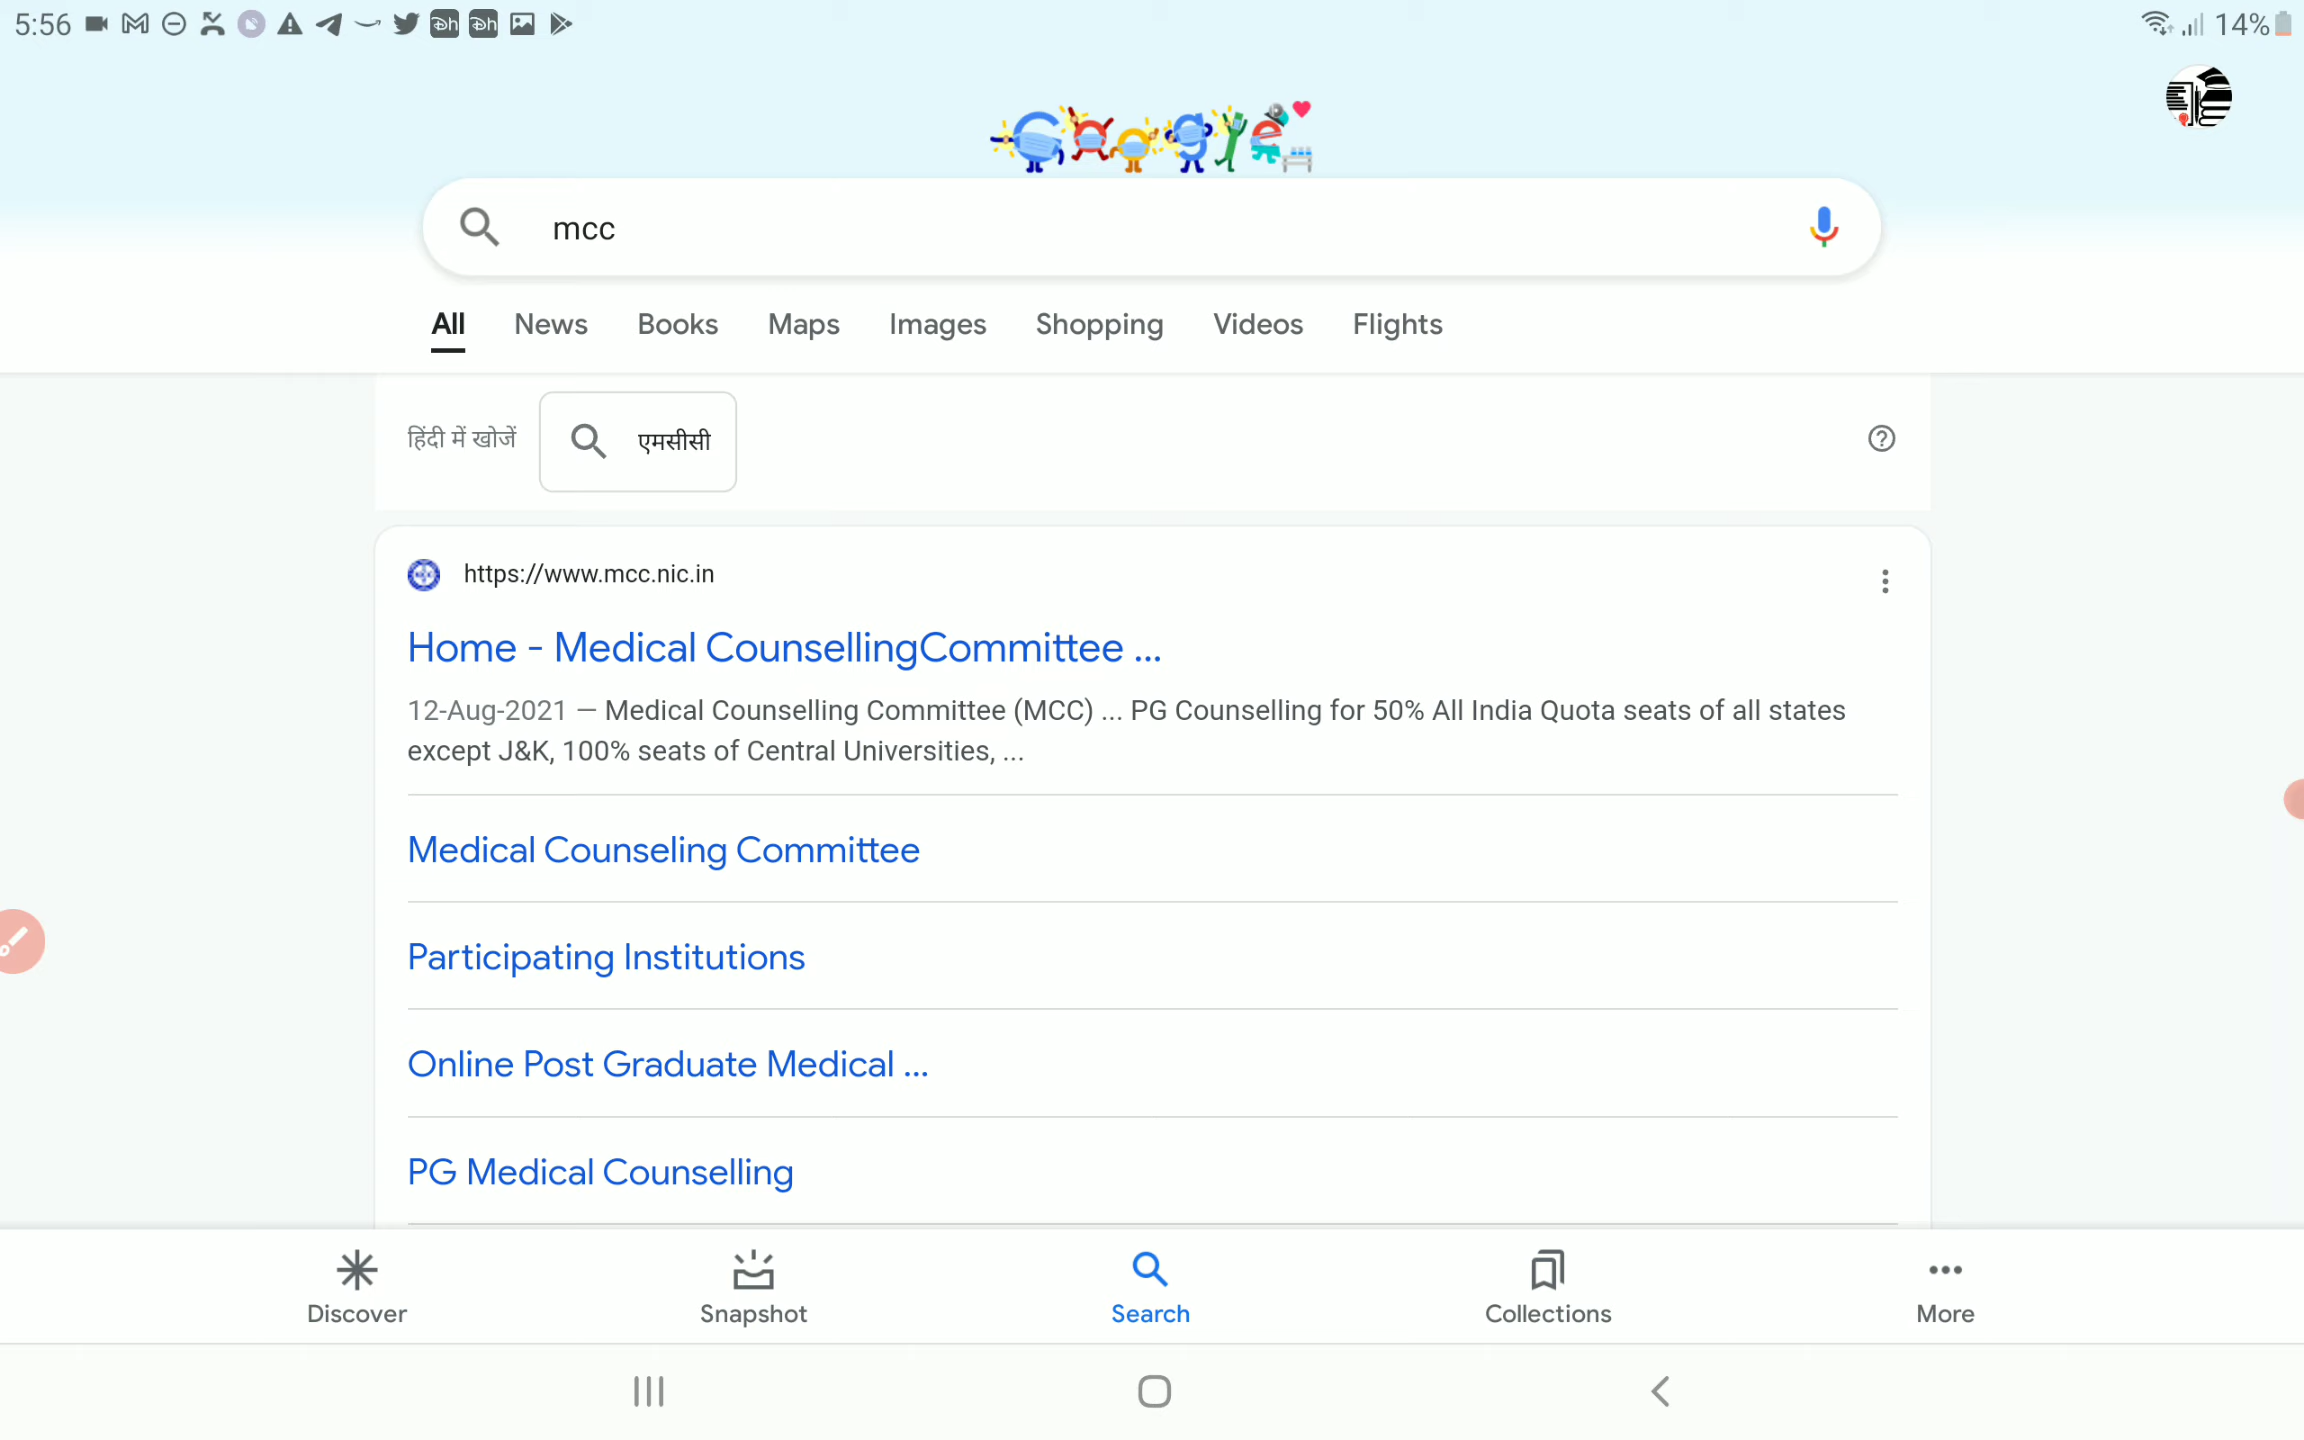 5:56
14%
Google
mcc
All News Books Maps Images Shopping Videos Flights
हिंदी में खोजें एमसीसी
https://www.mcc.nic.in
Home - Medical CounsellingCommittee ...
12-Aug-2021 — Medical Counselling Committee (MCC) ... PG Counselling for 50% All India Quota seats of all states
except J&K, 100% seats of Central Universities, ...
Medical Counseling Committee
Participating Institutions
Online Post Graduate Medical ...
PG Medical Counselling
Discover Snapshot Search Collections More